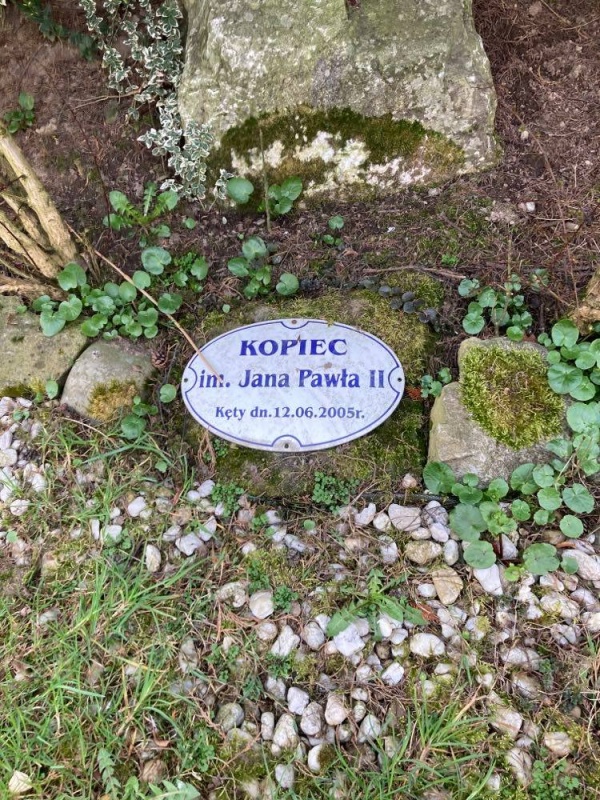 KOPIEC
im. Jana Pawła II
Kęty dn.12.06.2005r.